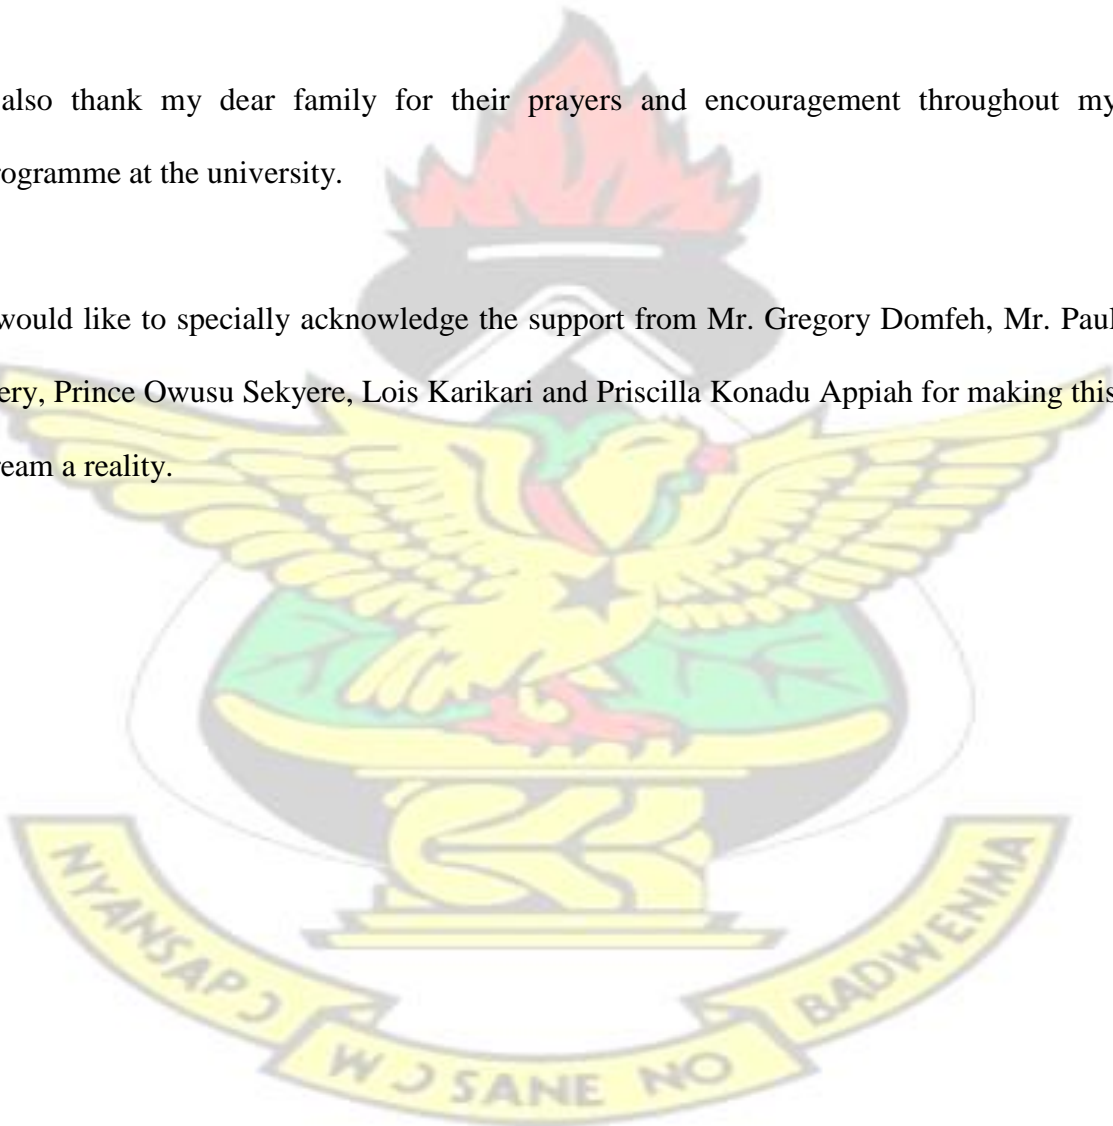 also thank my dear family for their prayers and encouragement throughout my
rogramme at the university.
would like to specially acknowledge the support from Mr. Gregory Domfeh, Mr. Paul
ery, Prince Owusu Sekyere, Lois Karikari and Priscilla Konadu Appiah for making this
ream a reality.
NYANSAPƆ
WƆSANE NO
BADWENMA